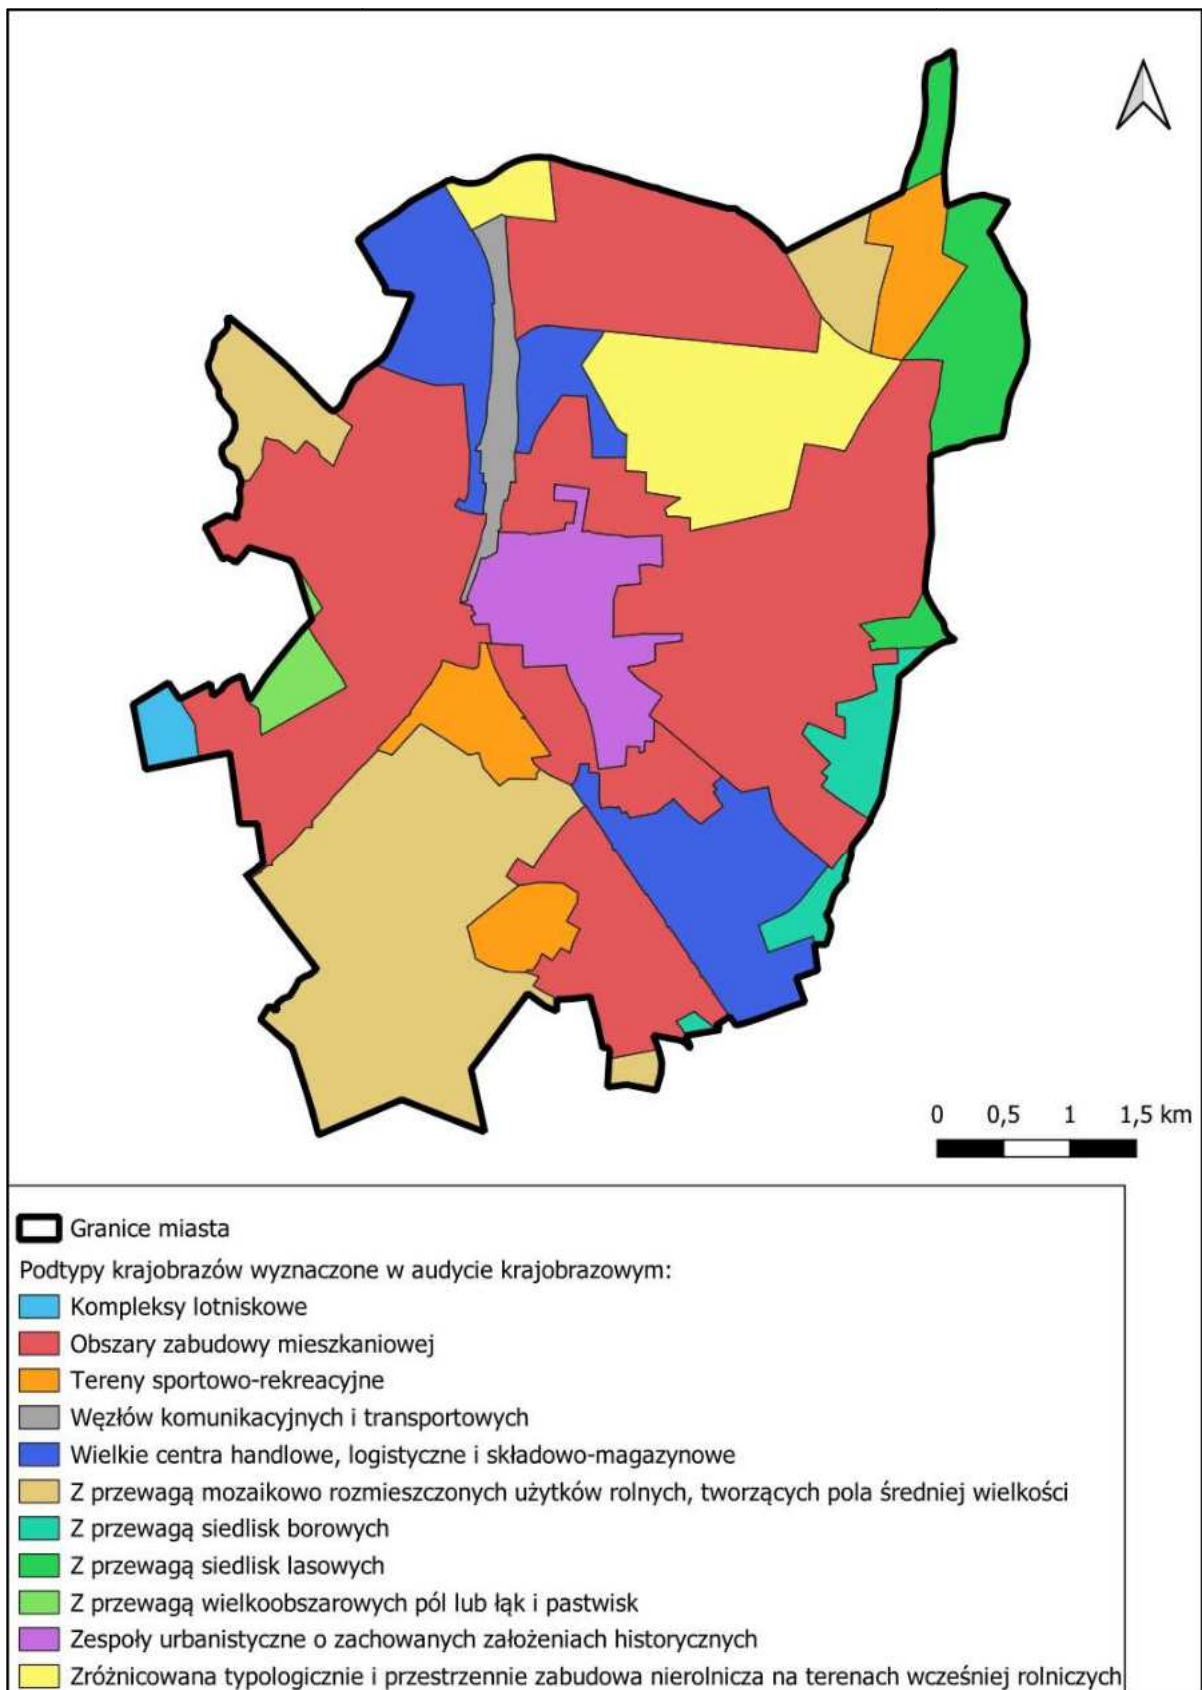 0 0,5 1 1,5 km
Granice miasta
Podtypy krajobrazów wyznaczone w audycie krajobrazowym:
Kompleksy lotniskowe
Obszary zabudowy mieszkaniowej
Tereny sportowo-rekreacyjne
Węzłów komunikacyjnych i transportowych
Wielkie centra handlowe, logistyczne i składowo-magazynowe
Z przewagą mozaikowo rozmieszczonych użytków rolnych, tworzących pola średniej wielkości
Z przewagą siedlisk borowych
Z przewagą siedlisk lasowych
Z przewagą wielkoobszarowych pól lub łąk i pastwisk
Zespoły urbanistyczne o zachowanych założeniach historycznych
Zróżnicowana typologicznie i przestrzennie zabudowa nierolnicza na terenach wcześniej rolniczych